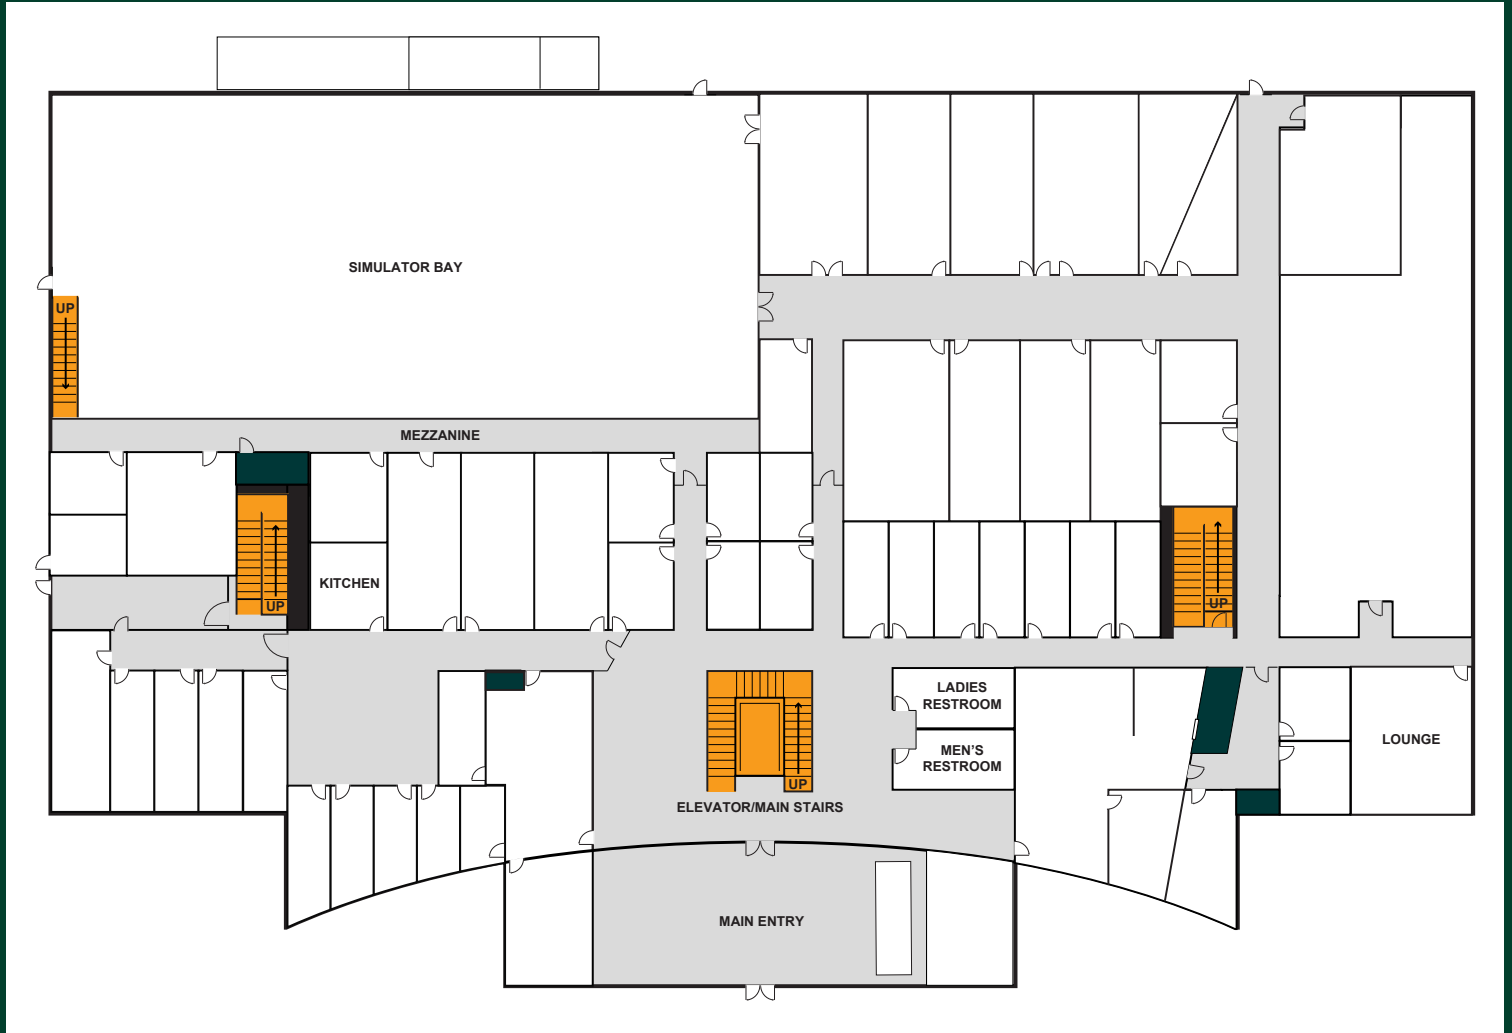 SIMULATOR BAY
UP
MEZZANINE
KITCHEN
UP
UP
LADIES
RESTROOM
MEN'S
RESTROOM
LOUNGE
UP
ELEVATOR/MAIN STAIRS
MAIN ENTRY